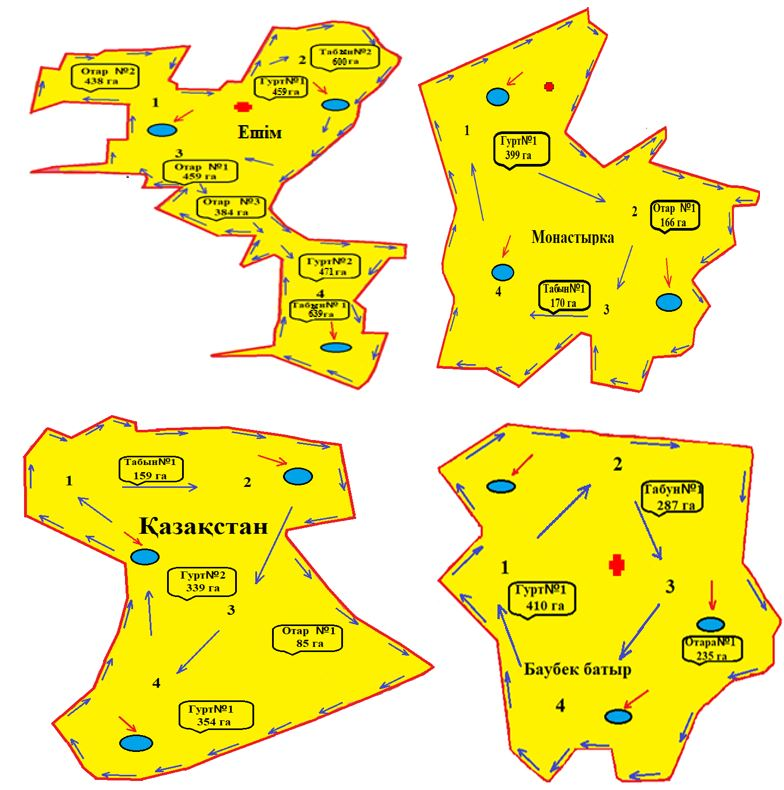 Отар №2
438 га
2
Табын№2
600 га
Гурт№1
459 га
1
Ешім
3
Отар №1
459 га
Отар №3
384 га
Гурт№2
471 га
4
Табын№ 1
639 га
1
Гурт№1
399 га
2
Отар №1
166 га
Монастырка
4
Табын№1
170 га
3
1
Табын№1
159 га
2
Қазақстан
Гурт№2
339 га
3
Отар №1
85 га
4
Гурт№1
354 га
2
Табун№1
287 га
1
3
Гурт№1
410 га
Отара№1
235 га
Баубек батыр
4